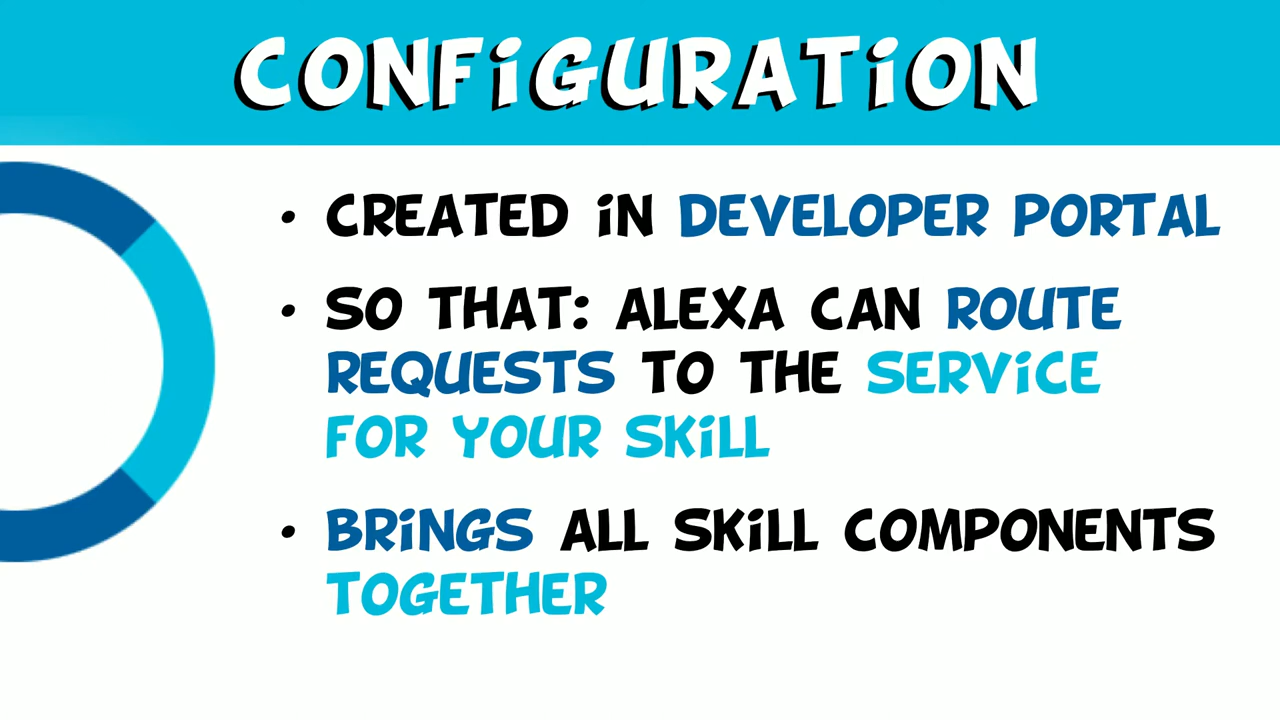 CONFIGURATION
• CREATED IN DEVELOPER PORTAL
• SO THAT: ALEXA CAN ROUTE
REQUESTS TO THE SERVICE
FOR YOUR SKILL
• BRINGS ALL SKILL COMPONENTS
TOGETHER